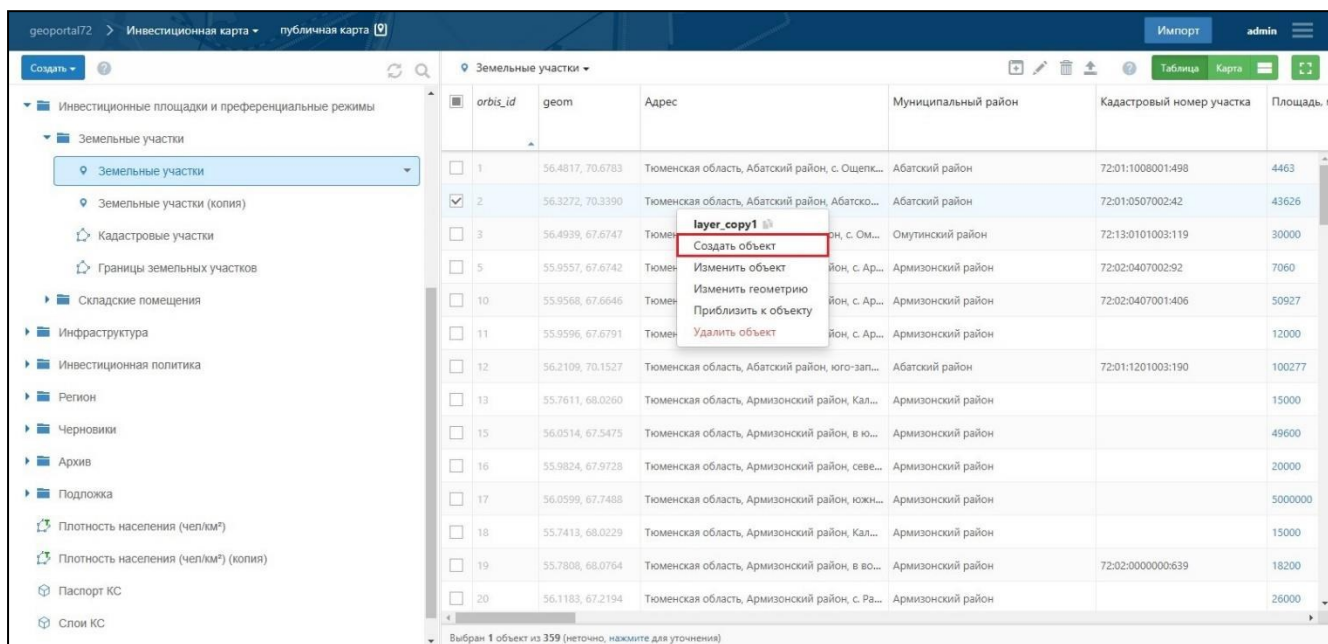 geoportal72 > Инвестиционная карта публичная карта Импорт admin
Создать Земельные участки Таблица Карта
Инвестиционные площадки и преференциальные режимы
Земельные участки
Земельные участки
Земельные участки (копия)
Кадастровые участки
Границы земельных участков
Складские помещения
Инфраструктура
Инвестиционная политика
Регион
Черновики
Архив
Подложка
Плотность населения (чел/км²)
Плотность населения (чел/км²) (копия)
Паспорт КС
Слои КС
orbis_id geom Адрес Муниципальный район Кадастровый номер участка Площадь,
1 56.4817, 70.6783 Тюменская область, Абатский район, с. Ощепк... Абатский район 72:01:1008001:498 4463
2 56.3272, 70.3390 Тюменская область, Абатский район, Абатско... Абатский район 72:01:0507002:42 43626
3 56.4939, 67.6747 Тюмен он, с. Ом... Омутинский район 72:13:0101003:119 30000
5 55.9557, 67.6742 Тюмен йон, с. Ар... Армизонский район 72:02:0407002:92 7060
10 55.9568, 67.6646 Тюмен йон, с. Ар... Армизонский район 72:02:0407001:406 50927
11 55.9596, 67.6791 Тюмен йон, с. Ар... Армизонский район 12000
12 56.2109, 70.1527 Тюменская область, Абатский район, юго-зап... Абатский район 72:01:1201003:190 100277
13 55.7611, 68.0260 Тюменская область, Армизонский район, Кал... Армизонский район 15000
15 56.0514, 67.5475 Тюменская область, Армизонский район, в ю... Армизонский район 49600
16 55.9824, 67.9728 Тюменская область, Армизонский район, севе... Армизонский район 20000
17 56.0599, 67.7488 Тюменская область, Армизонский район, южн... Армизонский район 5000000
18 55.7413, 68.0229 Тюменская область, Армизонский район, Кал... Армизонский район 15000
19 55.7808, 68.0764 Тюменская область, Армизонский район, в во... Армизонский район 72:02:0000000:639 18200
20 56.1183, 67.2194 Тюменская область, Армизонский район, с. Ра... Армизонский район 26000
layer_copy1
Создать объект
Изменить объект
Изменить геометрию
Приблизить к объекту
Удалить объект
Выбран 1 объект из 359 (неточно, нажмите для уточнения)